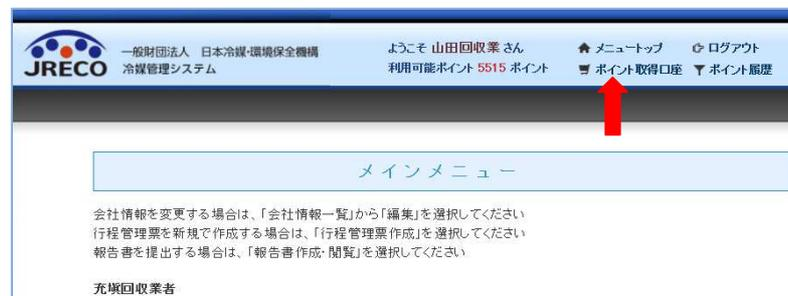 JRECO
一般財団法人 日本冷媒・環境保全機構
冷媒管理システム
ようこそ 山田回収業 さん
利用可能ポイント 5515 ポイント
メニュートップ ログアウト
ポイント取得口座 ポイント履歴
メインメニュー
会社情報を変更する場合は、「会社情報一覧」から「編集」を選択してください
行程管理票を新規で作成する場合は、「行程管理票作成」を選択してください
報告書を提出する場合は、「報告書作成・閲覧」を選択してください
充塡回収業者